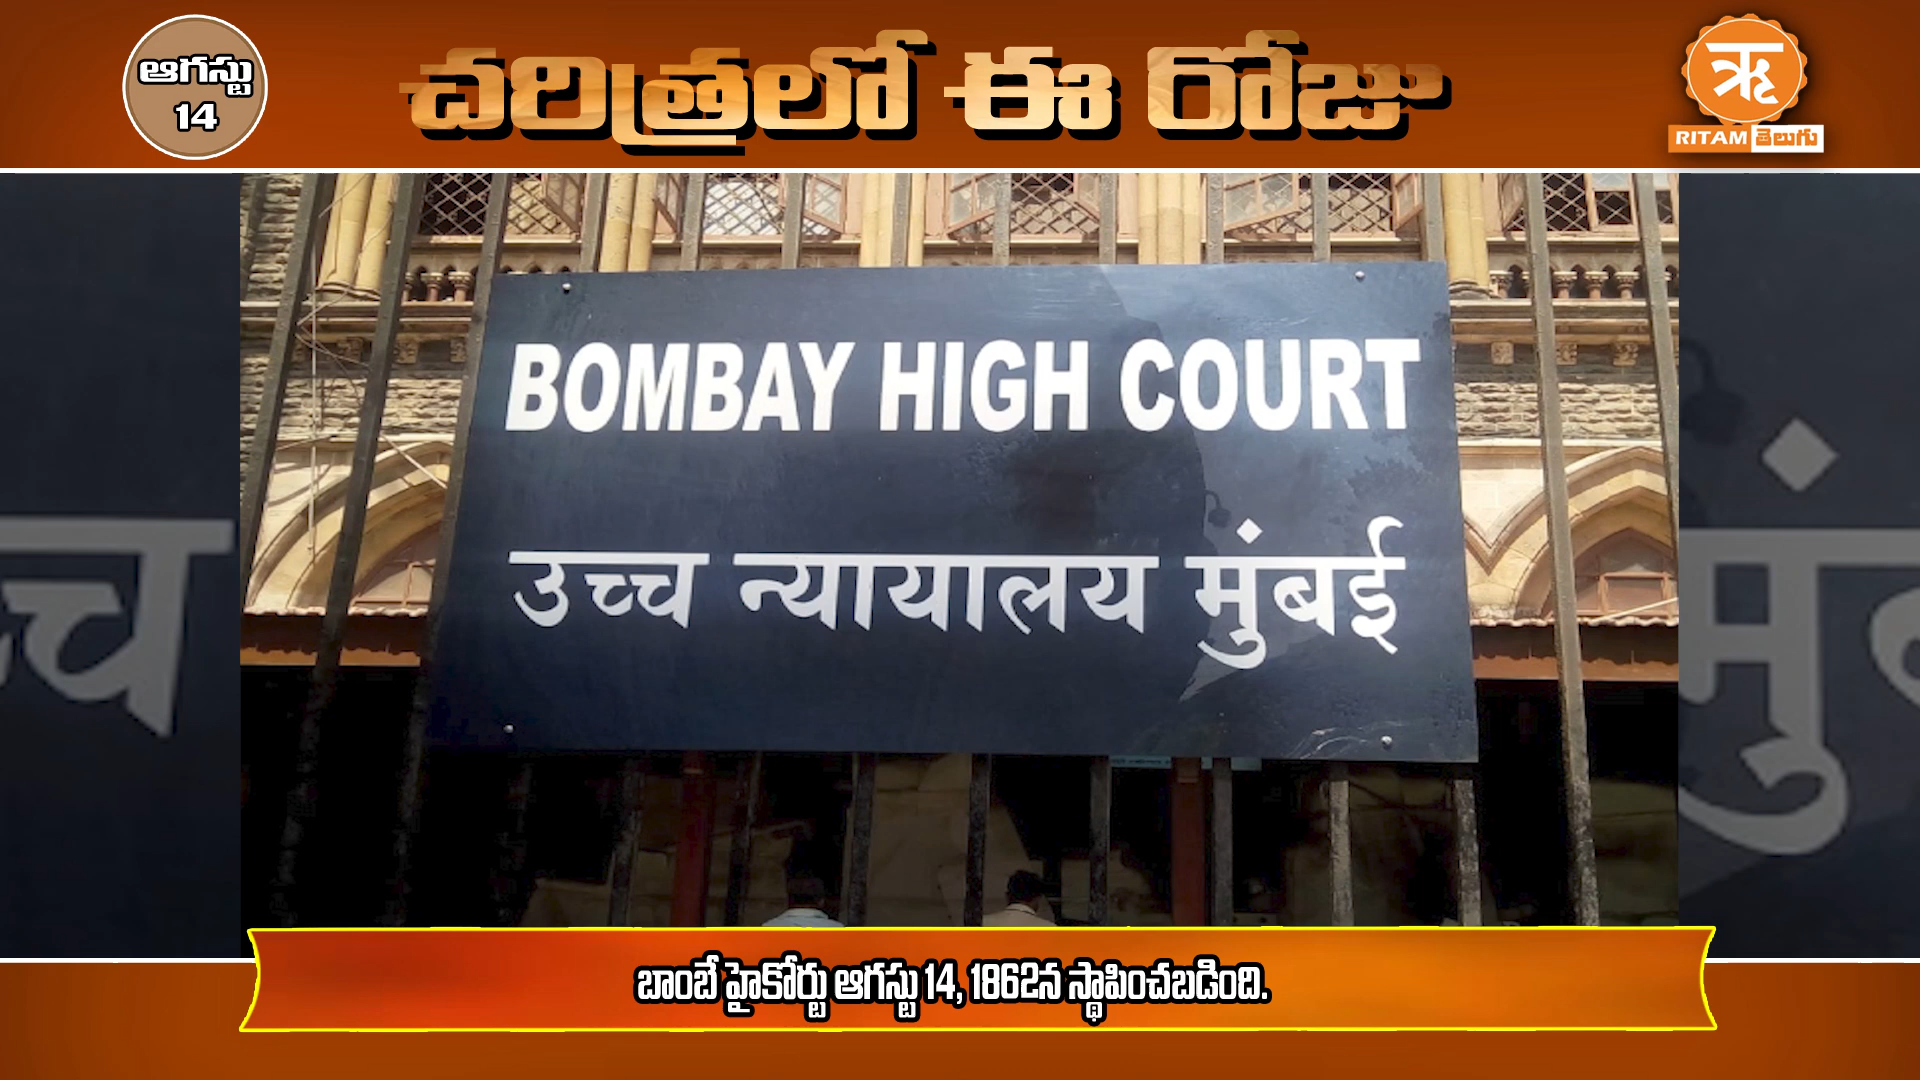 ఆగస్టు
14
చరిత్రలో ఈ రోజు
ऋ
RITAM తెలుగు
BOMBAY HIGH COURT
उच्च न्यायालय मुंबई
బాంబే హైకోర్టు ఆగస్టు 14, 1862న స్థాపించబడింది.